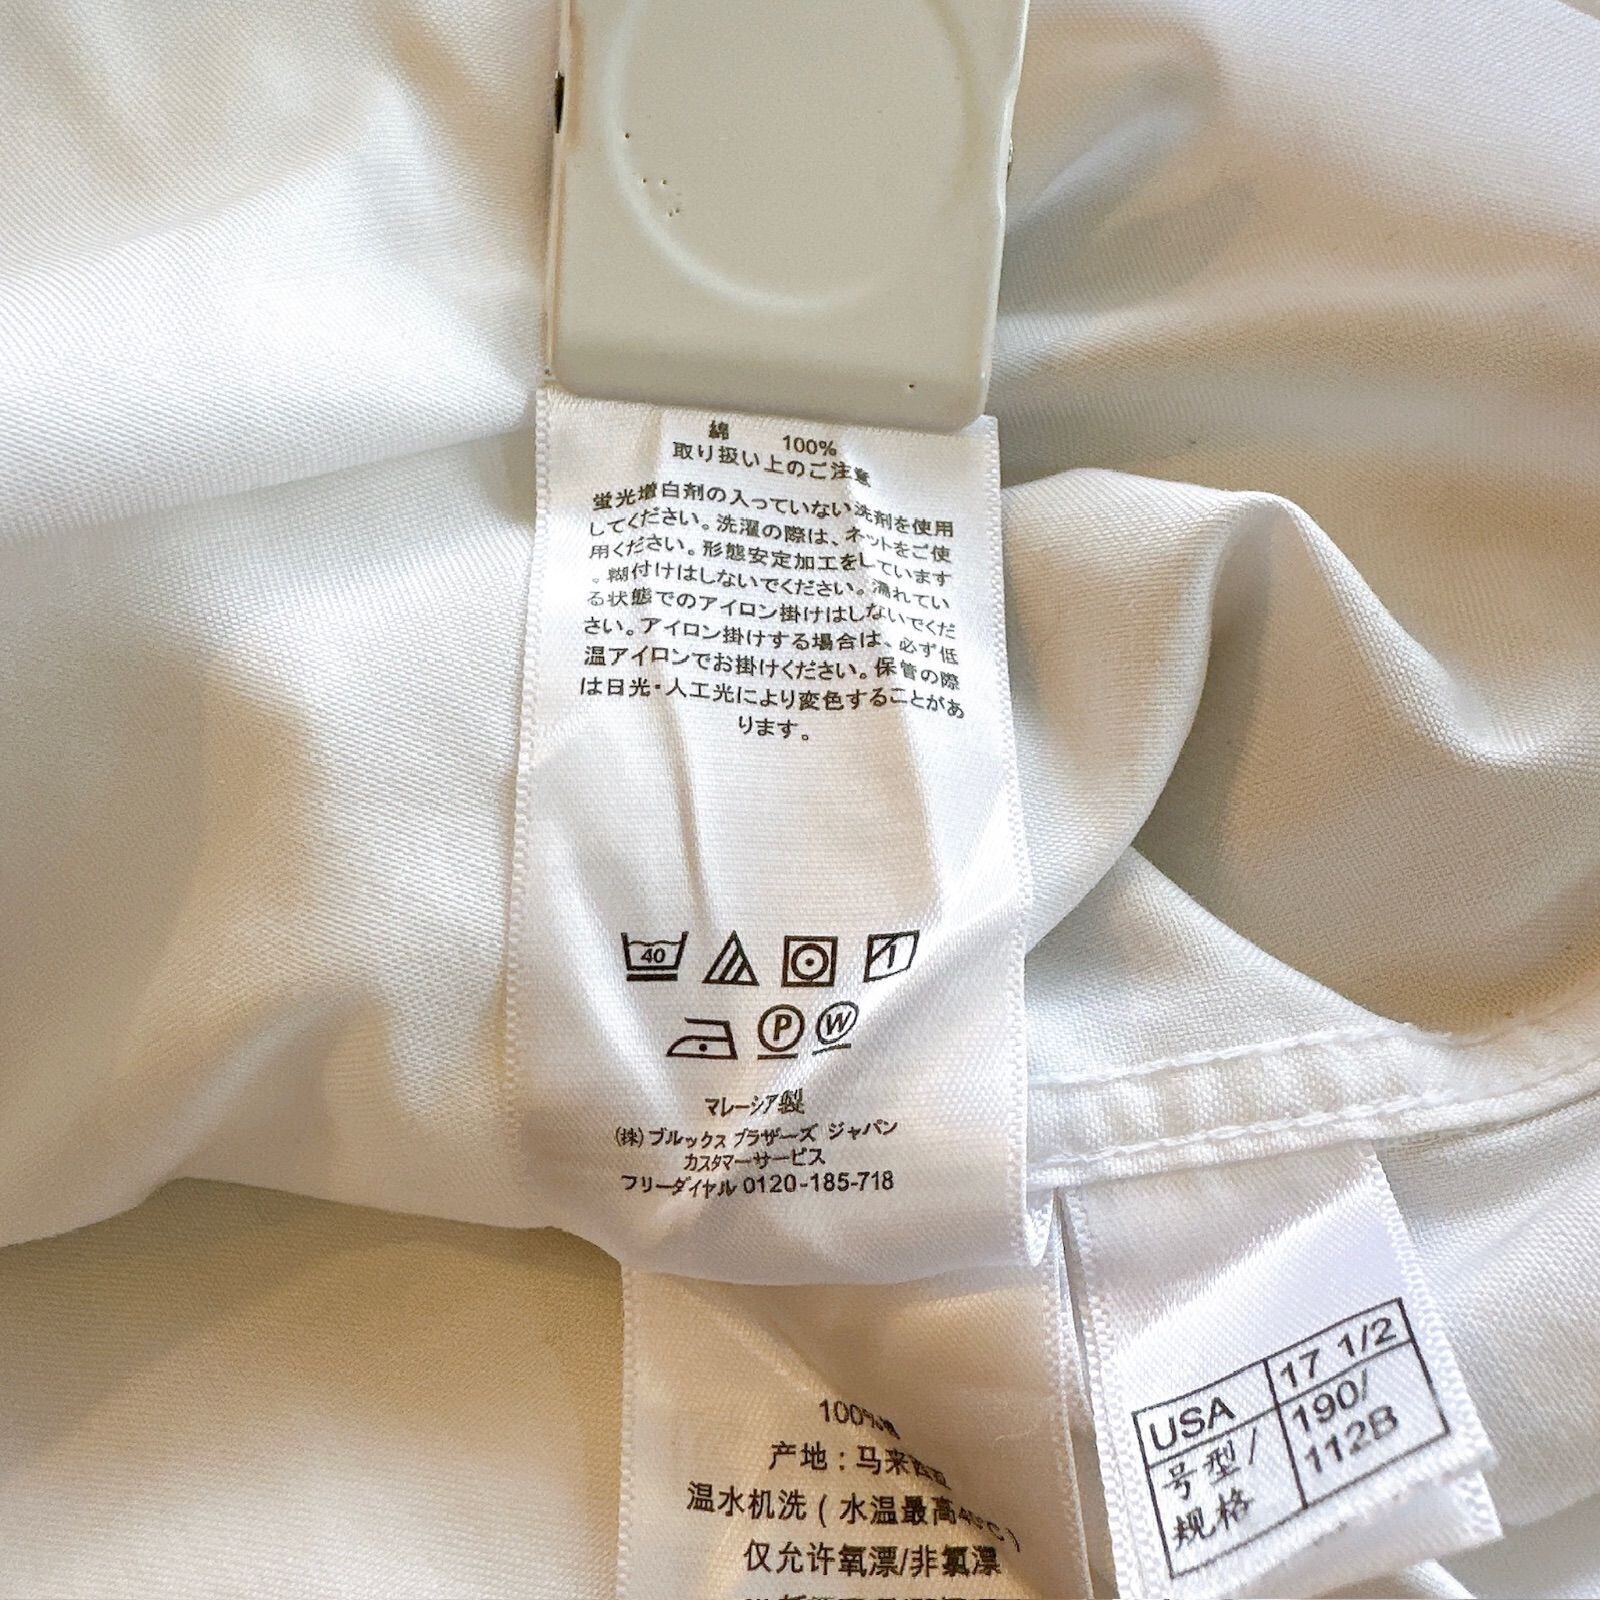 綿 100%
取り扱い上のご注意
蛍光増白剤の入っていない洗剤を使用
してください。洗濯の際は、ネットをご使
用ください。形態安定加工をしています
。糊付けはしないでください。濡れてい
る状態でのアイロン掛けはしないでくだ
さい。アイロン掛けする場合は、必ず低
温アイロンでお掛けください。保管の際
は日光・人工光により変色することがあ
ります。
40
P W
マレーシア製
(株)ブルックス ブラザーズ ジャパン
カスタマーサービス
フリーダイヤル 0120-185-718
100%
产地：马来
温水机洗（水温最高40°C）
仅允许氧漂/非氯漂
USA 17 1/2
号型/ 190/
规格 112B